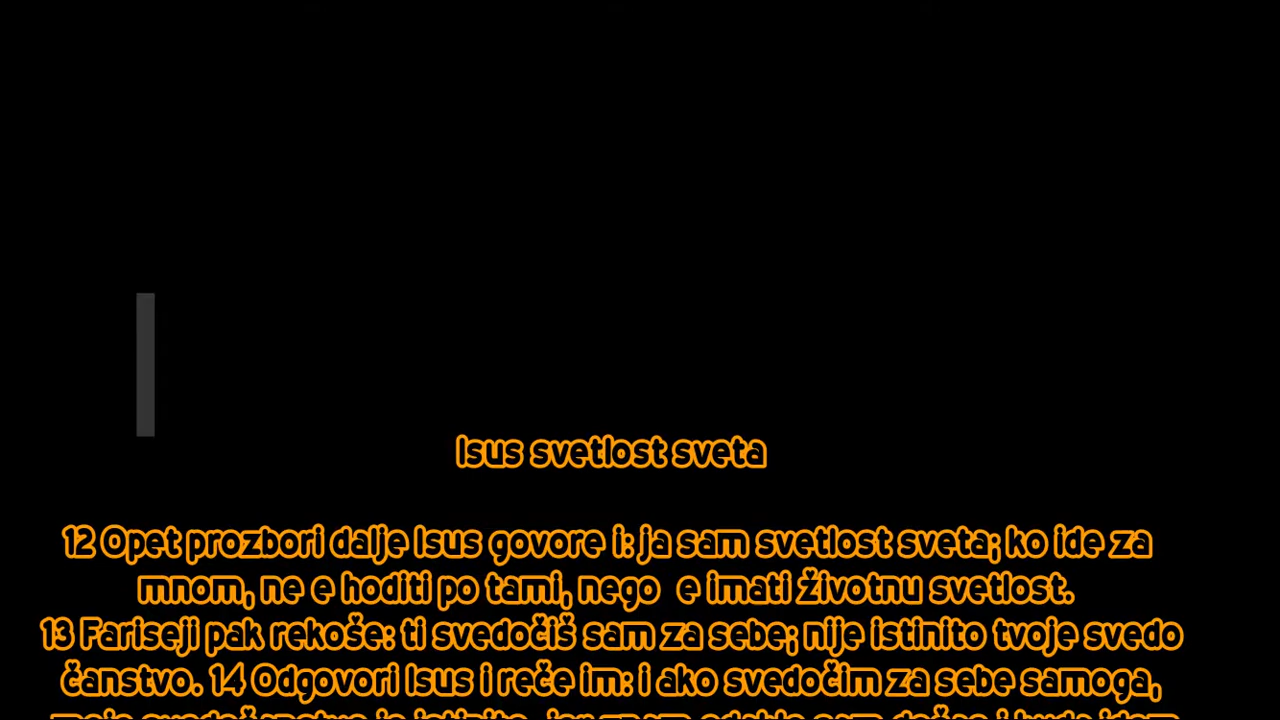 Isus svetlost sveta
12 Opet prozbori dalje Isus govore i: ja sam svetlost sveta; ko ide za
mnom, ne e hoditi po tami, nego  e imati životnu svetlost.
13 Fariseji pak rekoše: ti svedočiš sam za sebe; nije istinito tvoje svedo
čanstvo. 14 Odgovori Isus i reče im: i ako svedočim za sebe samoga,